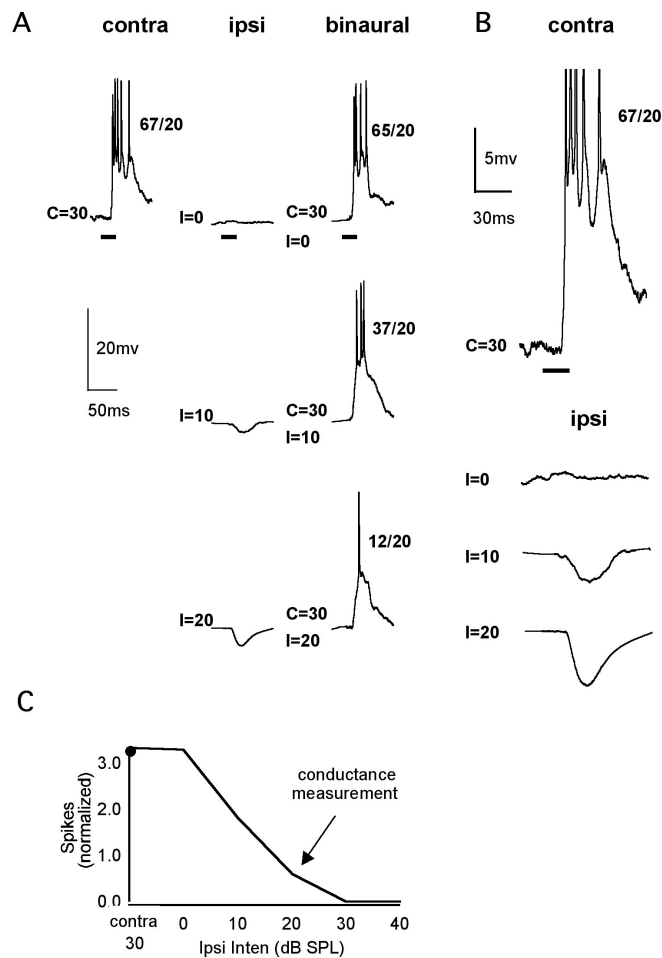 A
contra
ipsi
binaural
67/20
65/20
C=30
I=0
C=30
I=0
20mv
50ms
37/20
I=10
C=30
I=10
12/20
I=20
C=30
I=20
B
contra
67/20
5mv
30ms
C=30
ipsi
I=0
I=10
I=20
C
Spikes
(normalized)
3.0
2.0
1.0
0.0
conductance
measurement
contra
30
0 10 20 30 40
Ipsi Inten (dB SPL)